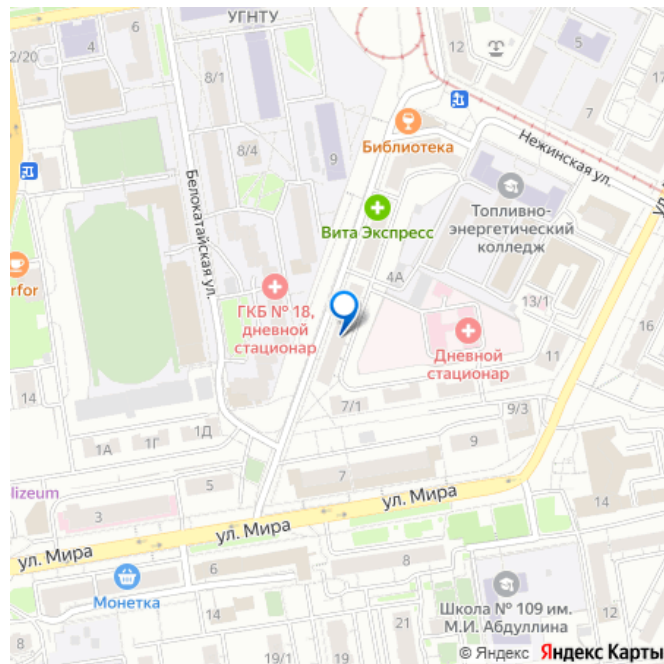 УГНТУ
2/20
4
6
8/1
12
5
7
Библиотека
Нежинская ул.
8/4
9
Белокатайская ул.
Топливно-
энергетический
колледж
Вита Экспресс
4А
13/1
rfor
ГКБ № 18,
дневной
стационар
Дневной
стационар
16
11
14
7/1
9/3
1А
1Г
1Д
9
lizeum
5
7
3
ул. Мира
ул. Мира
ул. Мира
14
6
8
Монетка
14
Школа № 109 им.
М.И. Абдуллина
21
8
19
© Яндекс Яндекс Карты